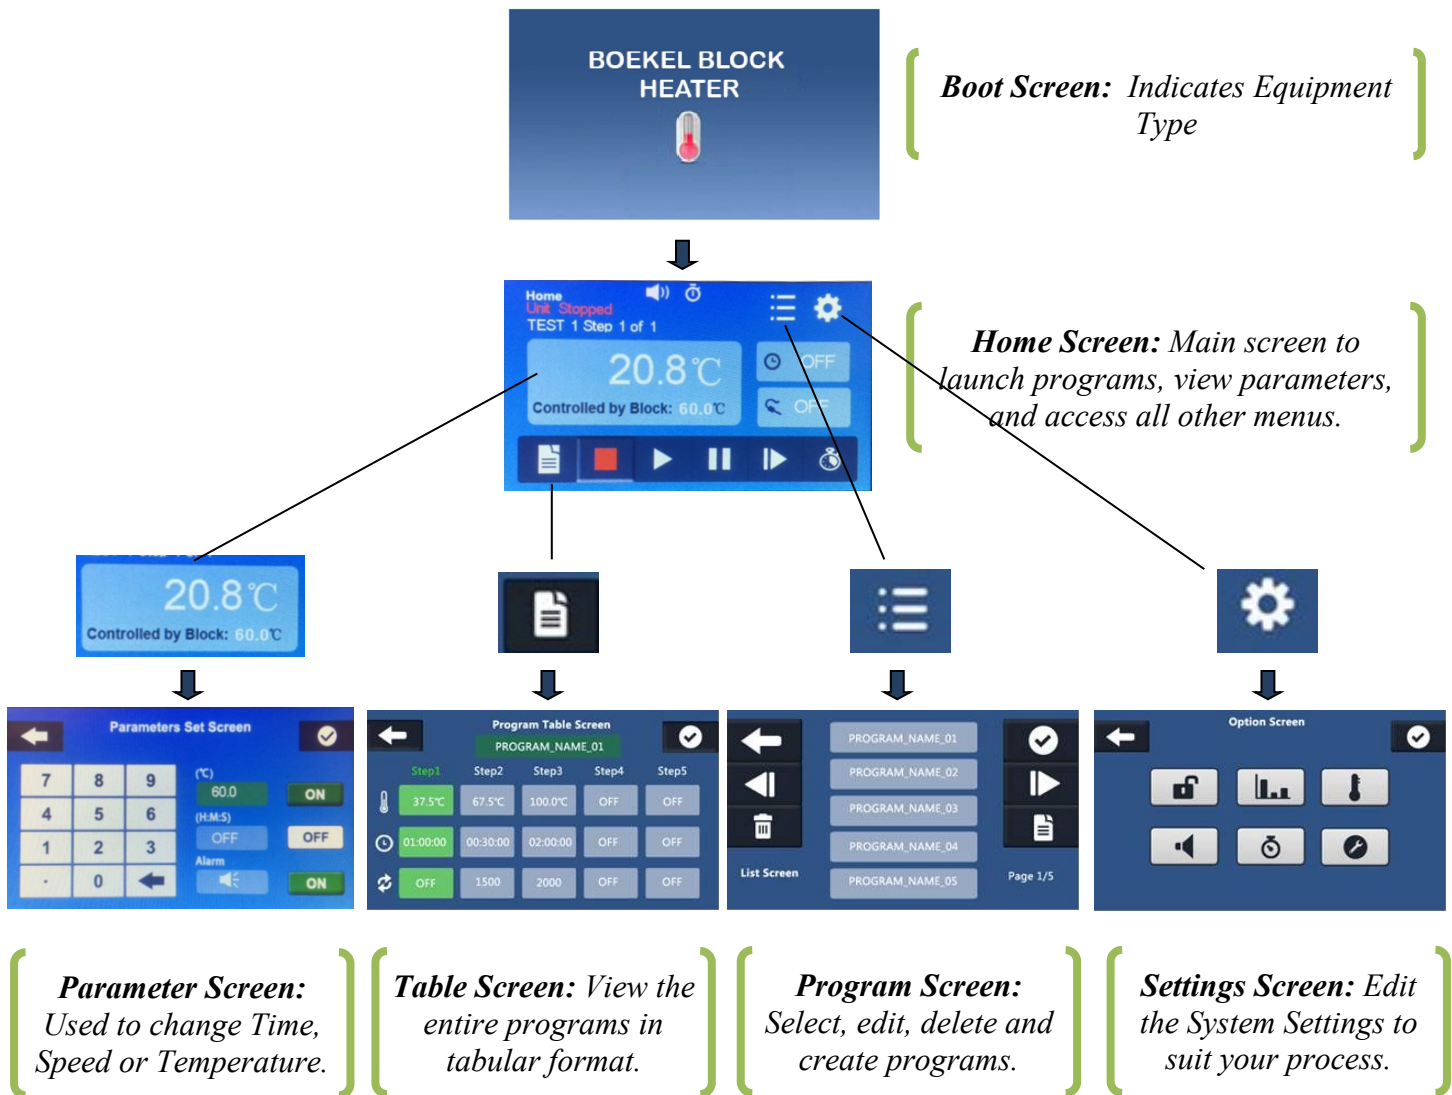 BOEKEL BLOCK
HEATER
Boot Screen: Indicates Equipment
Type
Home
Unit Stopped
TEST 1 Step 1 of 1
20.8℃
Controlled by Block: 60.0℃
OFF
OFF
Home Screen: Main screen to
launch programs, view parameters,
and access all other menus.
20.8℃
Controlled by Block: 60.0℃
Parameters Set Screen
7 8 9
4 5 6
1 2 3
. 0
(℃)
60.0 ON
(H:M:S)
OFF OFF
Alarm
ON
Program Table Screen
PROGRAM_NAME_01
Step1 Step2 Step3 Step4 Step5
37.5℃ 67.5℃ 100.0℃ OFF OFF
01:00:00 00:30:00 02:00:00 OFF OFF
OFF 1500 2000 OFF OFF
PROGRAM_NAME_01
PROGRAM_NAME_02
PROGRAM_NAME_03
PROGRAM_NAME_04
PROGRAM_NAME_05
List Screen
Page 1/5
Option Screen
Parameter Screen:
Used to change Time,
Speed or Temperature.
Table Screen: View the
entire programs in
tabular format.
Program Screen:
Select, edit, delete and
create programs.
Settings Screen: Edit
the System Settings to
suit your process.